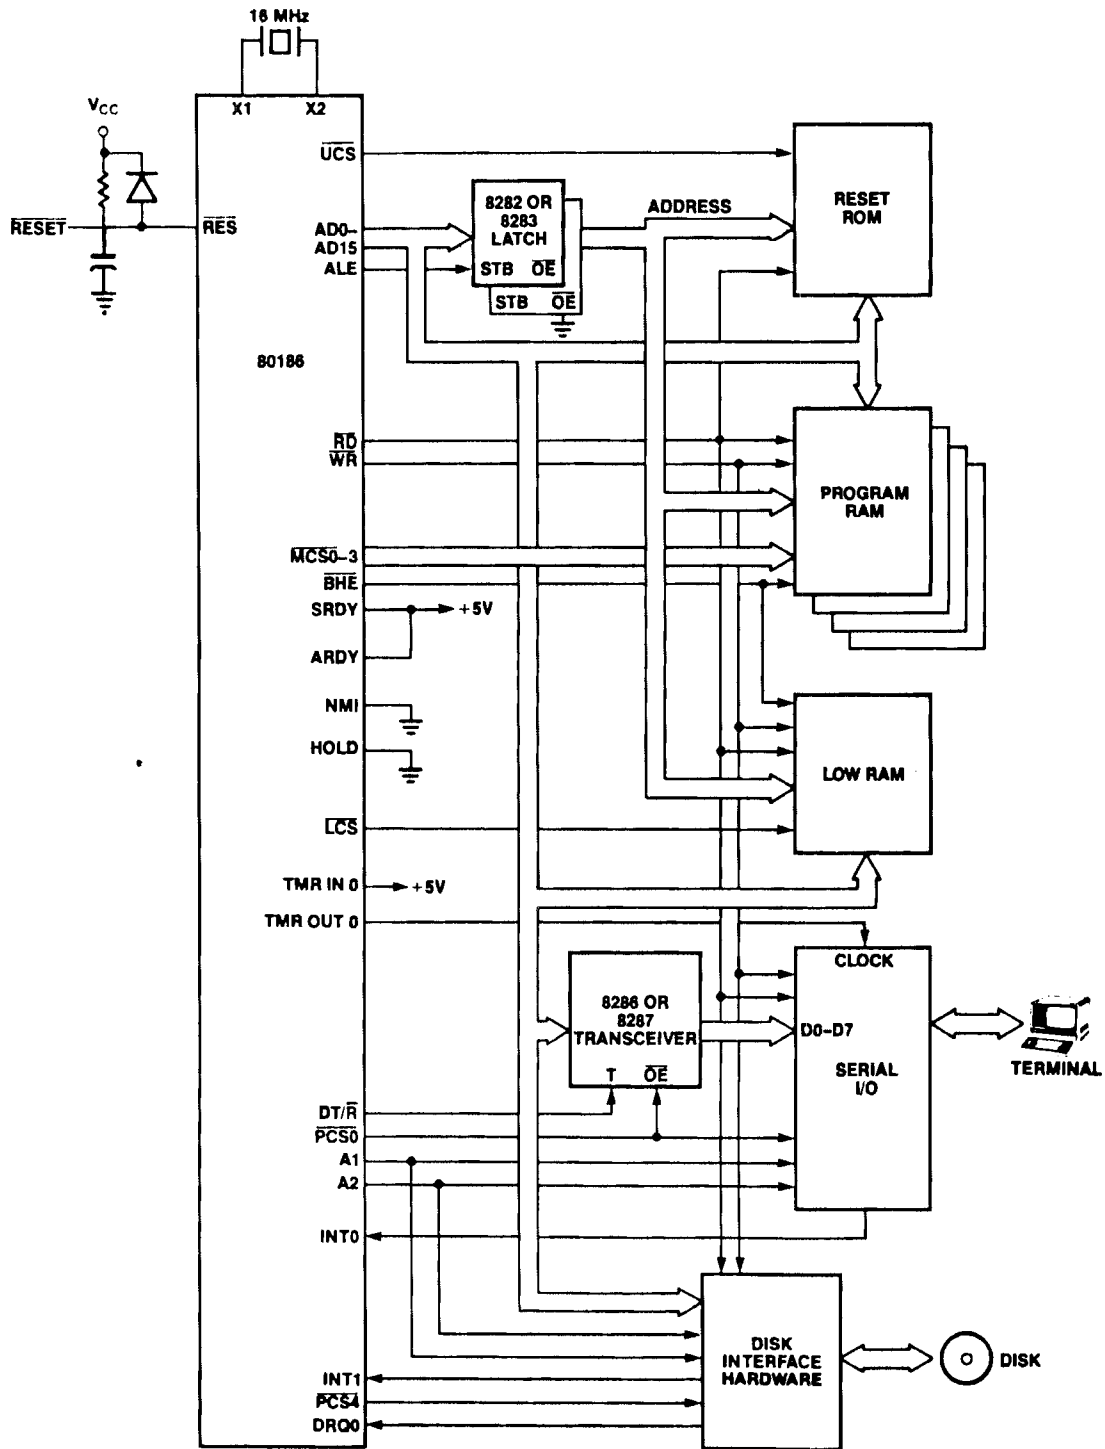 16 MHz
X1 X2
VCC
UCS
RESET
RES
AD0-
AD15
ALE
8282 OR
8283
LATCH
STB OE
STB OE
ADDRESS
RESET
ROM
80186
RD
WR
PROGRAM
RAM
MCS0-3
BHE
SRDY
+5V
ARDY
NMI
HOLD
LOW RAM
LCS
TMR IN 0
+5V
TMR OUT 0
CLOCK
8286 OR
8287
TRANSCEIVER
T OE
D0-D7
SERIAL
I/O
TERMINAL
DT/R
PCS0
A1
A2
INT0
DISK
INTERFACE
HARDWARE
DISK
INT1
PCS4
DRQ0